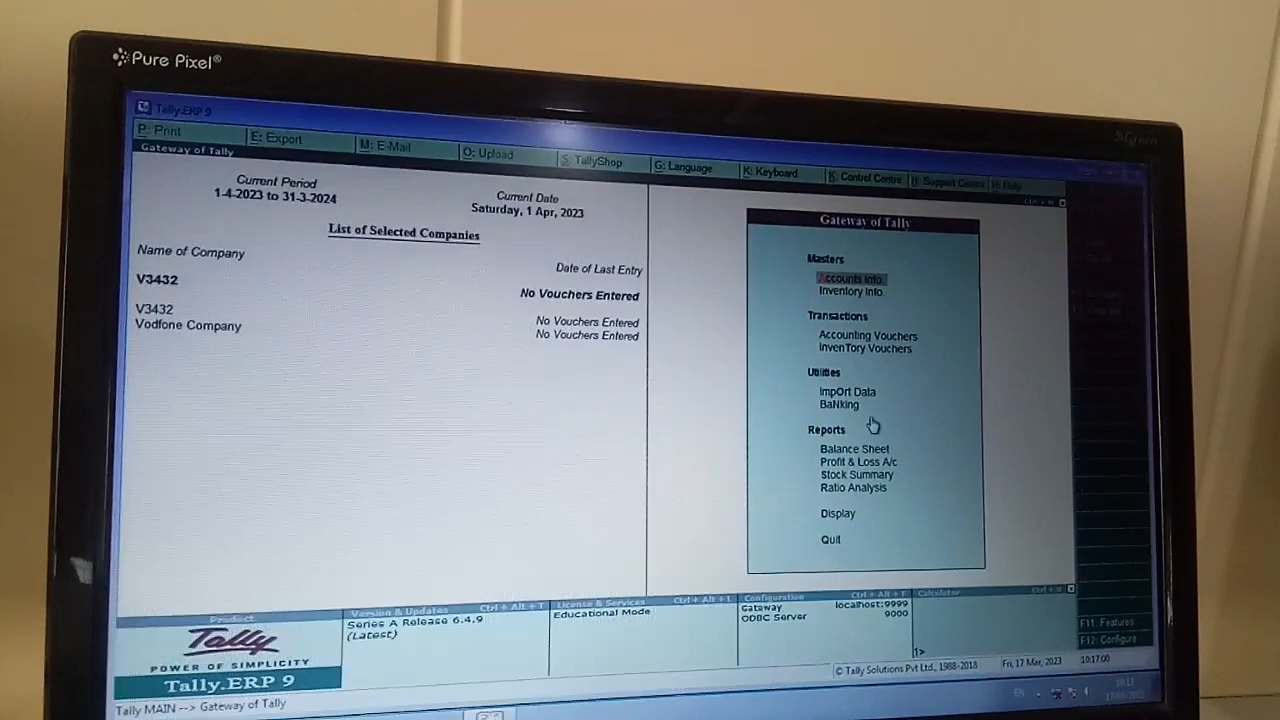 Pure Pixel®
Tally.ERP 9
P: Print E: Export M: E-Mail O: Upload S: TallyShop G: Language K: Keyboard K: Control Centre H: Support Centre H: Help
Gateway of Tally
Current Period
1-4-2023 to 31-3-2024
Current Date
Saturday, 1 Apr, 2023
List of Selected Companies
Name of Company
Date of Last Entry
V3432
No Vouchers Entered
V3432
No Vouchers Entered
Vodfone Company
No Vouchers Entered
Gateway of Tally
Masters
Accounts Info.
Inventory Info.
Transactions
Accounting Vouchers
InvenTory Vouchers
Utilities
ImpOrt Data
BaNking
Reports
Balance Sheet
Profit & Loss A/c
Stock Summary
Ratio Analysis
Display
Quit
F11: Features
F12: Configure
Product
Tally
POWER OF SIMPLICITY
Tally.ERP 9
Version & Updates Ctrl + Alt + T
Series A Release 6.4.9
(Latest)
License & Services Ctrl + Alt + L
Educational Mode
Configuration Ctrl + Alt + F
Gateway localhost:9999
ODBC Server 9000
Calculator
1>
© Tally Solutions Pvt Ltd., 1988-2018 Fri, 17 Mar, 2023 10:17:00
Tally MAIN --> Gateway of Tally
EN